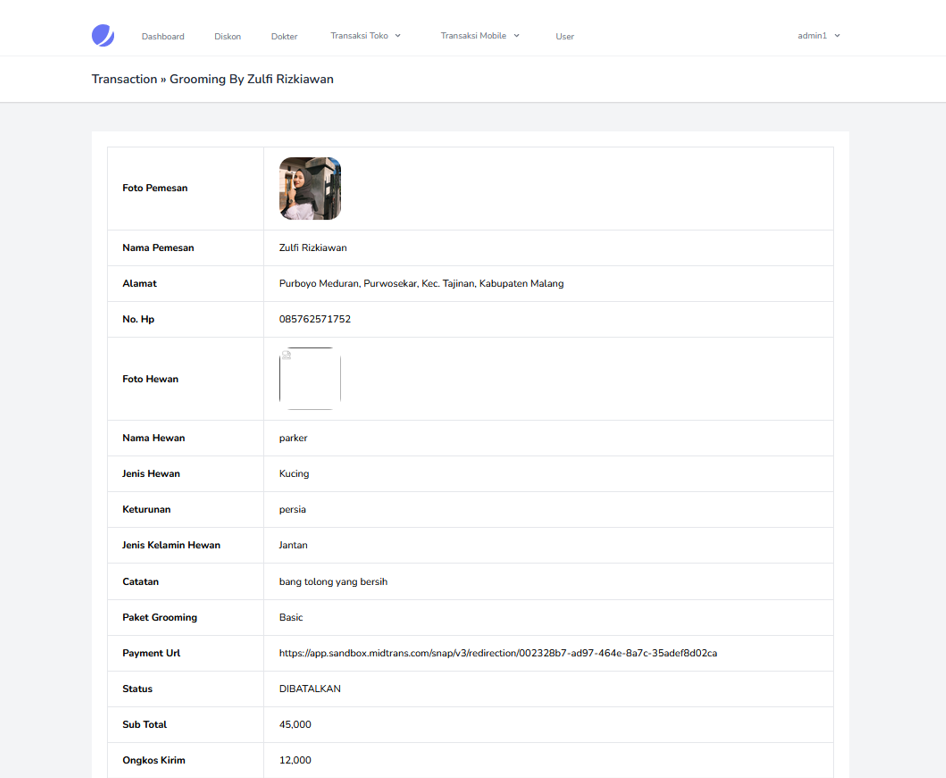 Dashboard Diskon Dokter Transaksi Toko Transaksi Mobile User admin1
Transaction » Grooming By Zulfi Rizkiawan
Foto Pemesan
Nama Pemesan Zulfi Rizkiawan
Alamat Purboyo Meduran, Purwosekar, Kec. Tajinan, Kabupaten Malang
No. Hp 085762571752
Foto Hewan
Nama Hewan parker
Jenis Hewan Kucing
Keturunan persia
Jenis Kelamin Hewan Jantan
Catatan bang tolong yang bersih
Paket Grooming Basic
Payment Url https://app.sandbox.midtrans.com/snap/v3/redirection/002328b7-ad97-464e-8a7c-35adef8d02ca
Status DIBATALKAN
Sub Total 45,000
Ongkos Kirim 12,000